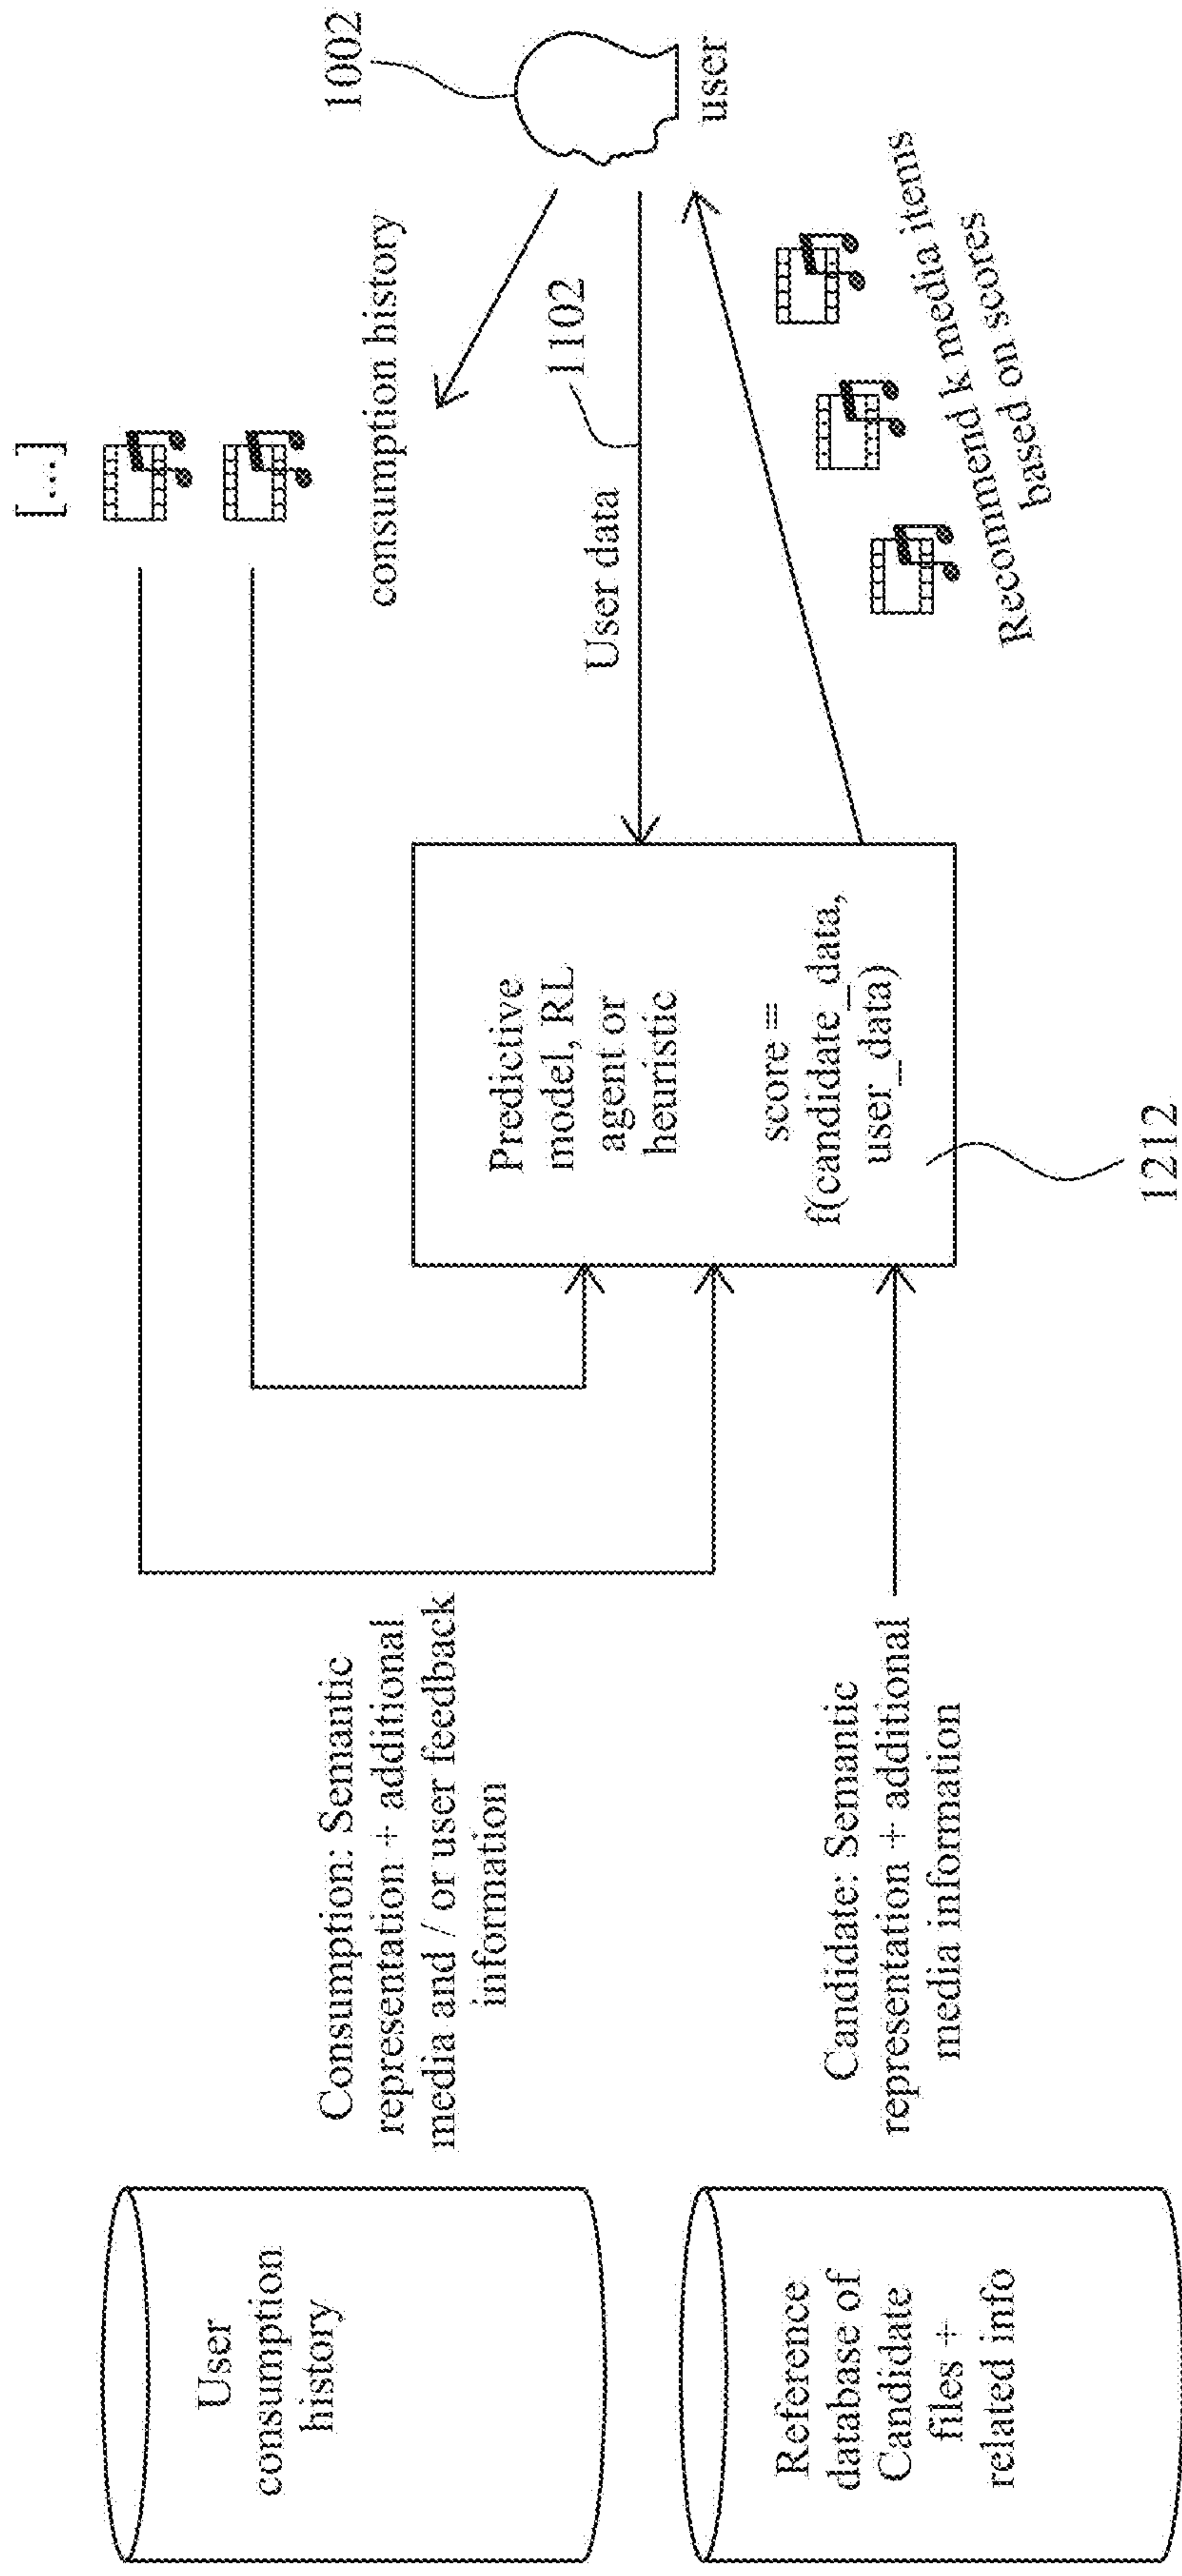 User
consumption
history
Reference
database of
Candidate
files +
related info
Consumption: Semantic
representation + additional
media and / or user feedback
information
Candidate: Semantic
representation + additional
media information
Predictive
model, RL
agent or
heuristic
score =
f(candidate_data,
user_data)
1212
[...]
consumption history
User data
1102
1002
user
Recommend k media items
based on scores